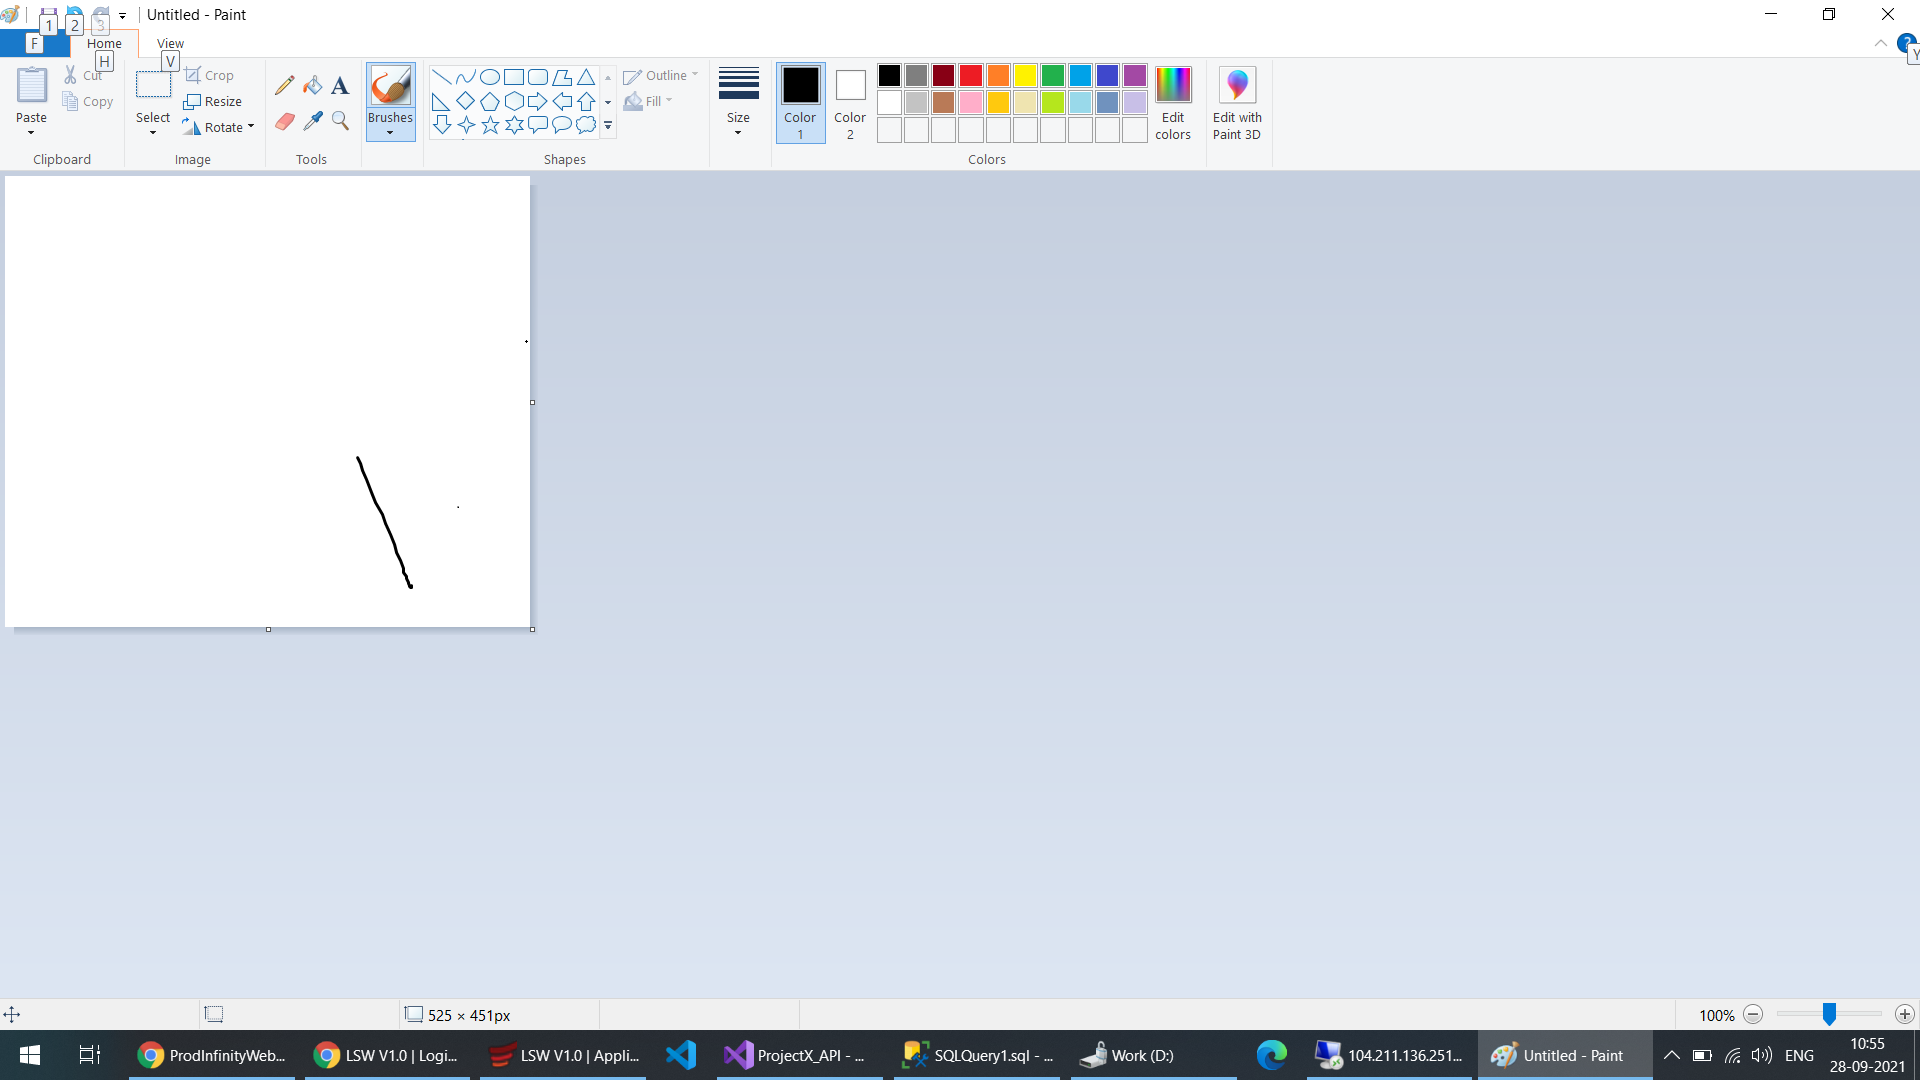 Untitled - Paint
1 2 3
F Home View
H V Y
Paste Cut Copy
Select Crop Resize Rotate
A
Brushes
Outline Fill
Size
Color 1
Color 2
Edit colors
Edit with Paint 3D
Clipboard Image Tools Shapes Colors
525 × 451px 100%
ProdInfinityWeb... LSW V1.0 | Logi... LSW V1.0 | Appli... ProjectX_API - ... SQLQuery1.sql - ... Work (D:) 104.211.136.251... Untitled - Paint ENG 10:55
28-09-2021